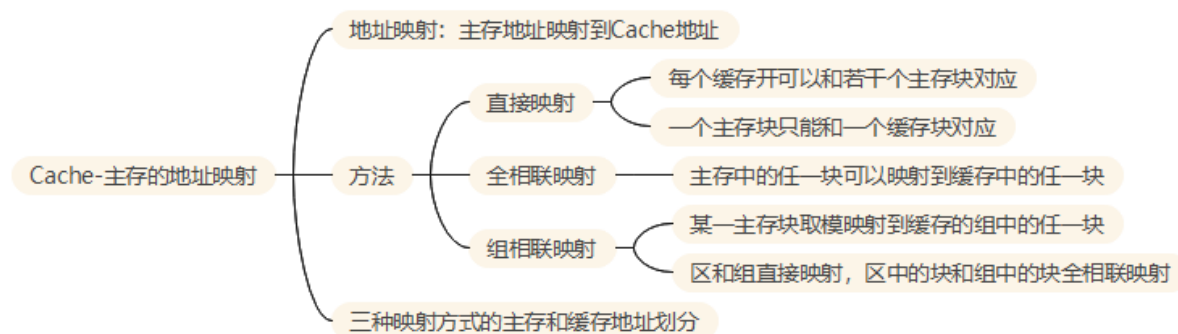 地址映射：主存地址映射到Cache地址
每个缓存开可以和若干个主存块对应
直接映射
一个主存块只能和一个缓存块对应
Cache-主存的地址映射
方法
全相联映射
主存中的任一块可以映射到缓存中的任一块
某一主存块取模映射到缓存的组中的任一块
组相联映射
区和组直接映射，区中的块和组中的块全相联映射
三种映射方式的主存和缓存地址划分